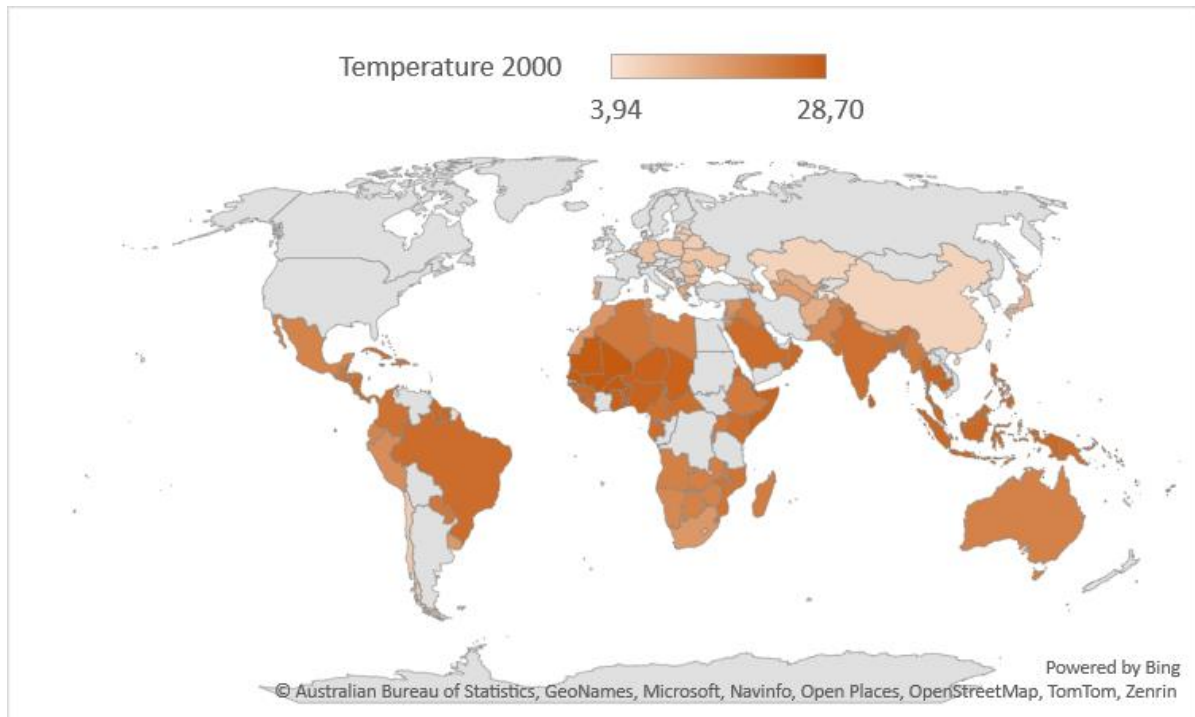 Temperature 2000
3,94 28,70
Powered by Bing
© Australian Bureau of Statistics, GeoNames, Microsoft, Navinfo, Open Places, OpenStreetMap, TomTom, Zenrin